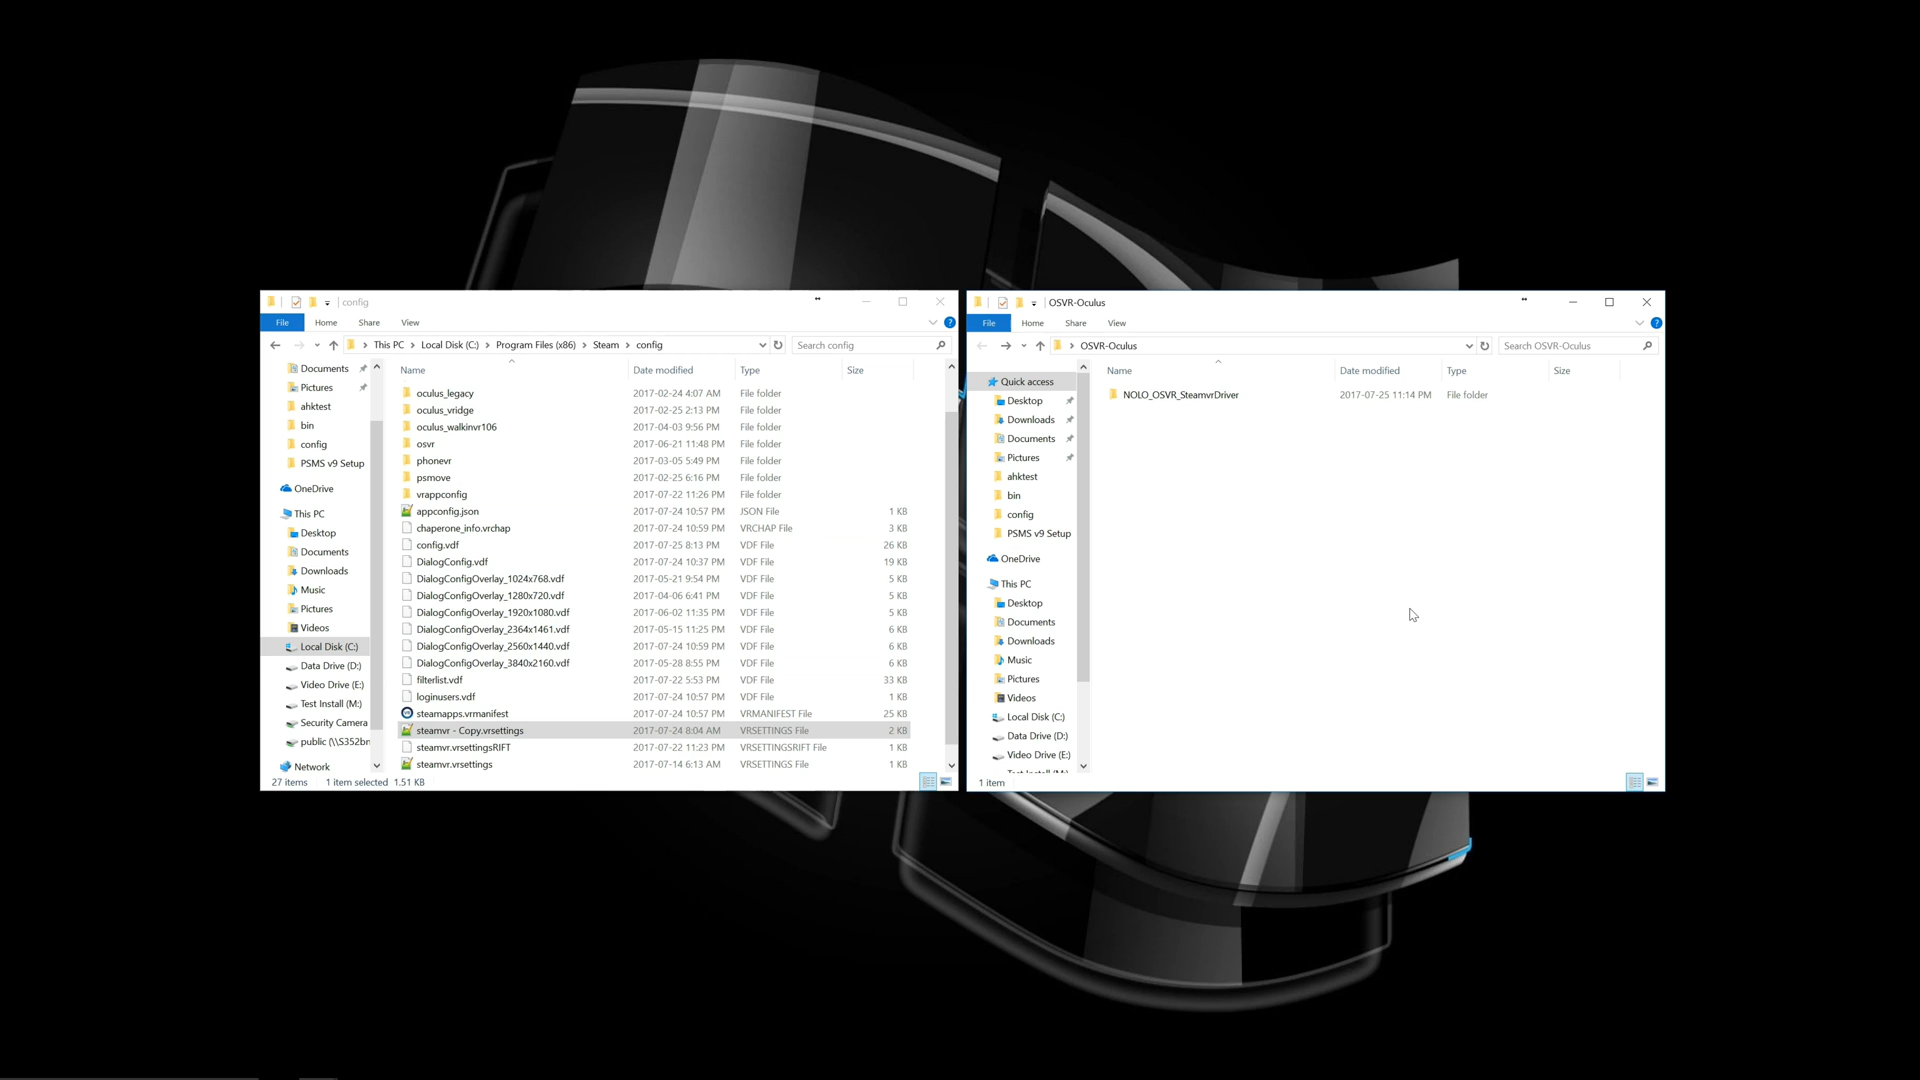 config
File Home Share View
This PC > Local Disk (C:) > Program Files (x86) > Steam > config
Search config
Documents
Pictures
ahktest
bin
config
PSMS v9 Setup
OneDrive
This PC
Desktop
Documents
Downloads
Music
Pictures
Videos
Local Disk (C:)
Data Drive (D:)
Video Drive (E:)
Test Install (M:)
Security Camera
public (\\S352bn
Network
Name Date modified Type Size
oculus_legacy 2017-02-24 4:07 AM File folder
oculus_vridge 2017-02-25 2:13 PM File folder
oculus_walkinvr106 2017-04-03 9:56 PM File folder
osvr 2017-06-21 11:48 PM File folder
phonevr 2017-03-05 5:49 PM File folder
psmove 2017-02-25 6:16 PM File folder
vrappconfig 2017-07-22 11:26 PM File folder
appconfig.json 2017-07-24 10:57 PM JSON File 1 KB
chaperone_info.vrchap 2017-07-24 10:59 PM VRCHAP File 3 KB
config.vdf 2017-07-25 8:13 PM VDF File 26 KB
DialogConfig.vdf 2017-07-24 10:37 PM VDF File 19 KB
DialogConfigOverlay_1024x768.vdf 2017-05-21 9:54 PM VDF File 5 KB
DialogConfigOverlay_1280x720.vdf 2017-04-06 6:41 PM VDF File 5 KB
DialogConfigOverlay_1920x1080.vdf 2017-06-02 11:35 PM VDF File 5 KB
DialogConfigOverlay_2364x1461.vdf 2017-05-15 11:25 PM VDF File 6 KB
DialogConfigOverlay_2560x1440.vdf 2017-07-24 10:59 PM VDF File 6 KB
DialogConfigOverlay_3840x2160.vdf 2017-05-28 8:55 PM VDF File 6 KB
filterlist.vdf 2017-07-22 5:53 PM VDF File 33 KB
loginusers.vdf 2017-07-24 10:57 PM VDF File 1 KB
steamapps.vrmanifest 2017-07-24 10:57 PM VRMANIFEST File 25 KB
steamvr - Copy.vrsettings 2017-07-24 8:04 AM VRSETTINGS File 2 KB
steamvr.vrsettingsRIFT 2017-07-22 11:23 PM VRSETTINGSRIFT File 1 KB
steamvr.vrsettings 2017-07-14 6:13 AM VRSETTINGS File 1 KB
27 items 1 item selected 1.51 KB
OSVR-Oculus
File Home Share View
> OSVR-Oculus
Search OSVR-Oculus
Quick access
Desktop
Downloads
Documents
Pictures
ahktest
bin
config
PSMS v9 Setup
OneDrive
This PC
Desktop
Documents
Downloads
Music
Pictures
Videos
Local Disk (C:)
Data Drive (D:)
Video Drive (E:)
Test Install (M:)
Name Date modified Type Size
NOLO_OSVR_SteamvrDriver 2017-07-25 11:14 PM File folder
1 item